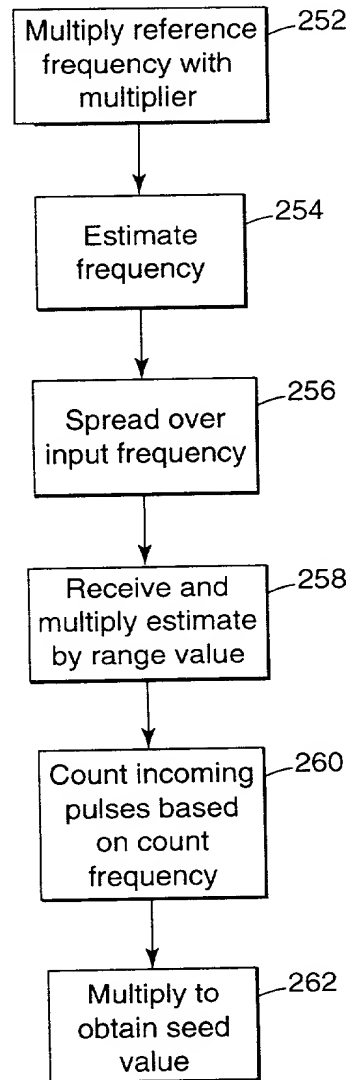 Multiply reference
frequency with
multiplier
252
Estimate
frequency
254
Spread over
input frequency
256
Receive and
multiply estimate
by range value
258
Count incoming
pulses based
on count
frequency
260
Multiply to
obtain seed
value
262